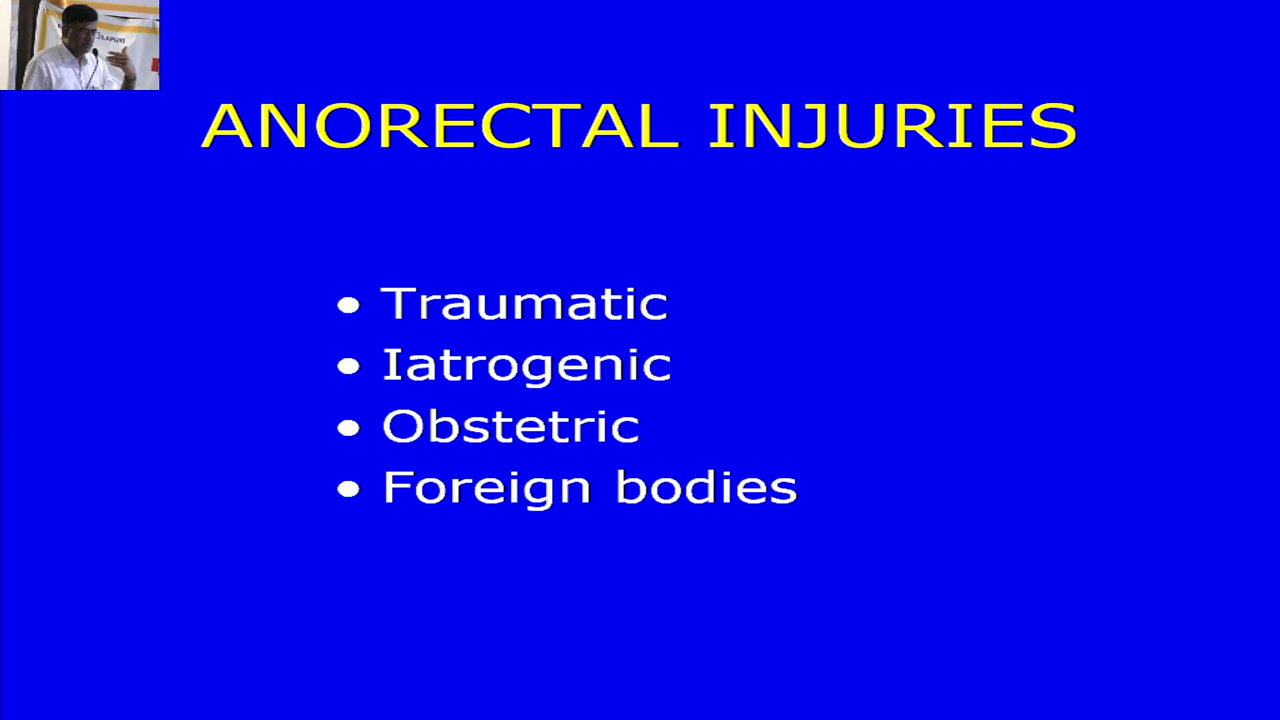 ANORECTAL INJURIES
• Traumatic
• Iatrogenic
• Obstetric
• Foreign bodies